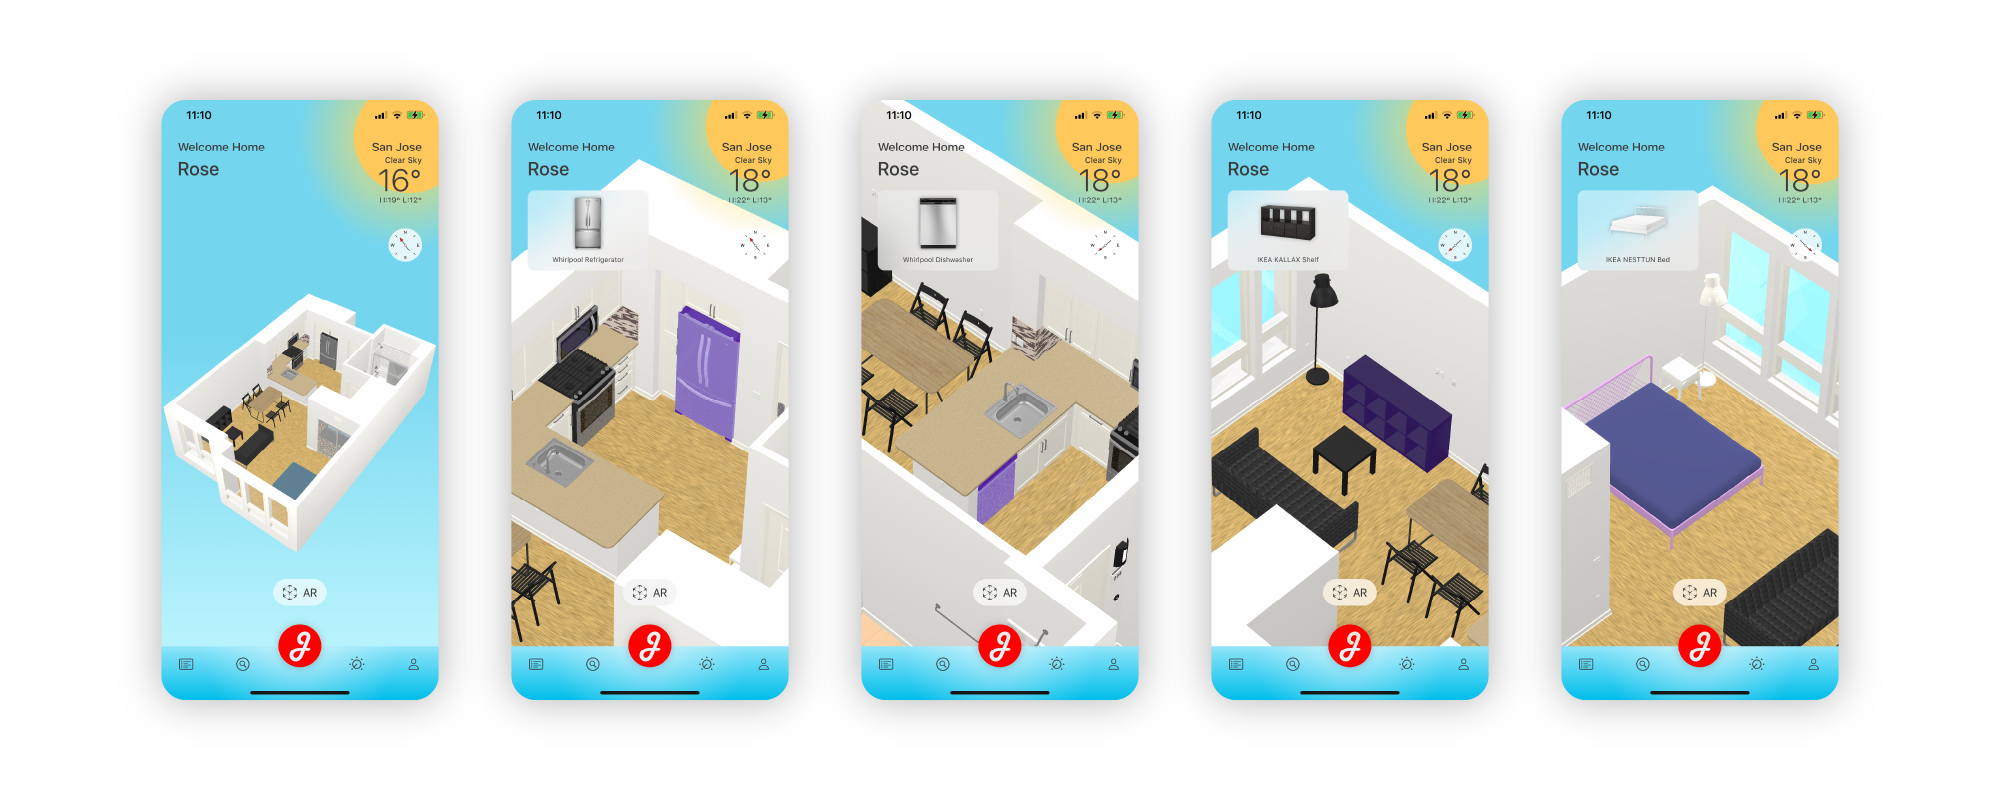 11:10
Welcome Home
Rose
San Jose
Clear Sky
16°
H:19° L:12°
N
W E
S
AR
J
11:10
Welcome Home
Rose
San Jose
Clear Sky
18°
H:22° L:13°
Whirlpool Refrigerator
N
W E
S
AR
J
11:10
Welcome Home
Rose
San Jose
Clear Sky
18°
H:22° L:13°
Whirlpool Dishwasher
N
W E
S
AR
J
11:10
Welcome Home
Rose
San Jose
Clear Sky
18°
H:22° L:13°
IKEA KALLAX Shelf
N
W E
S
AR
J
11:10
Welcome Home
Rose
San Jose
Clear Sky
18°
H:22° L:13°
IKEA NESTTUN Bed
N
W E
S
AR
J